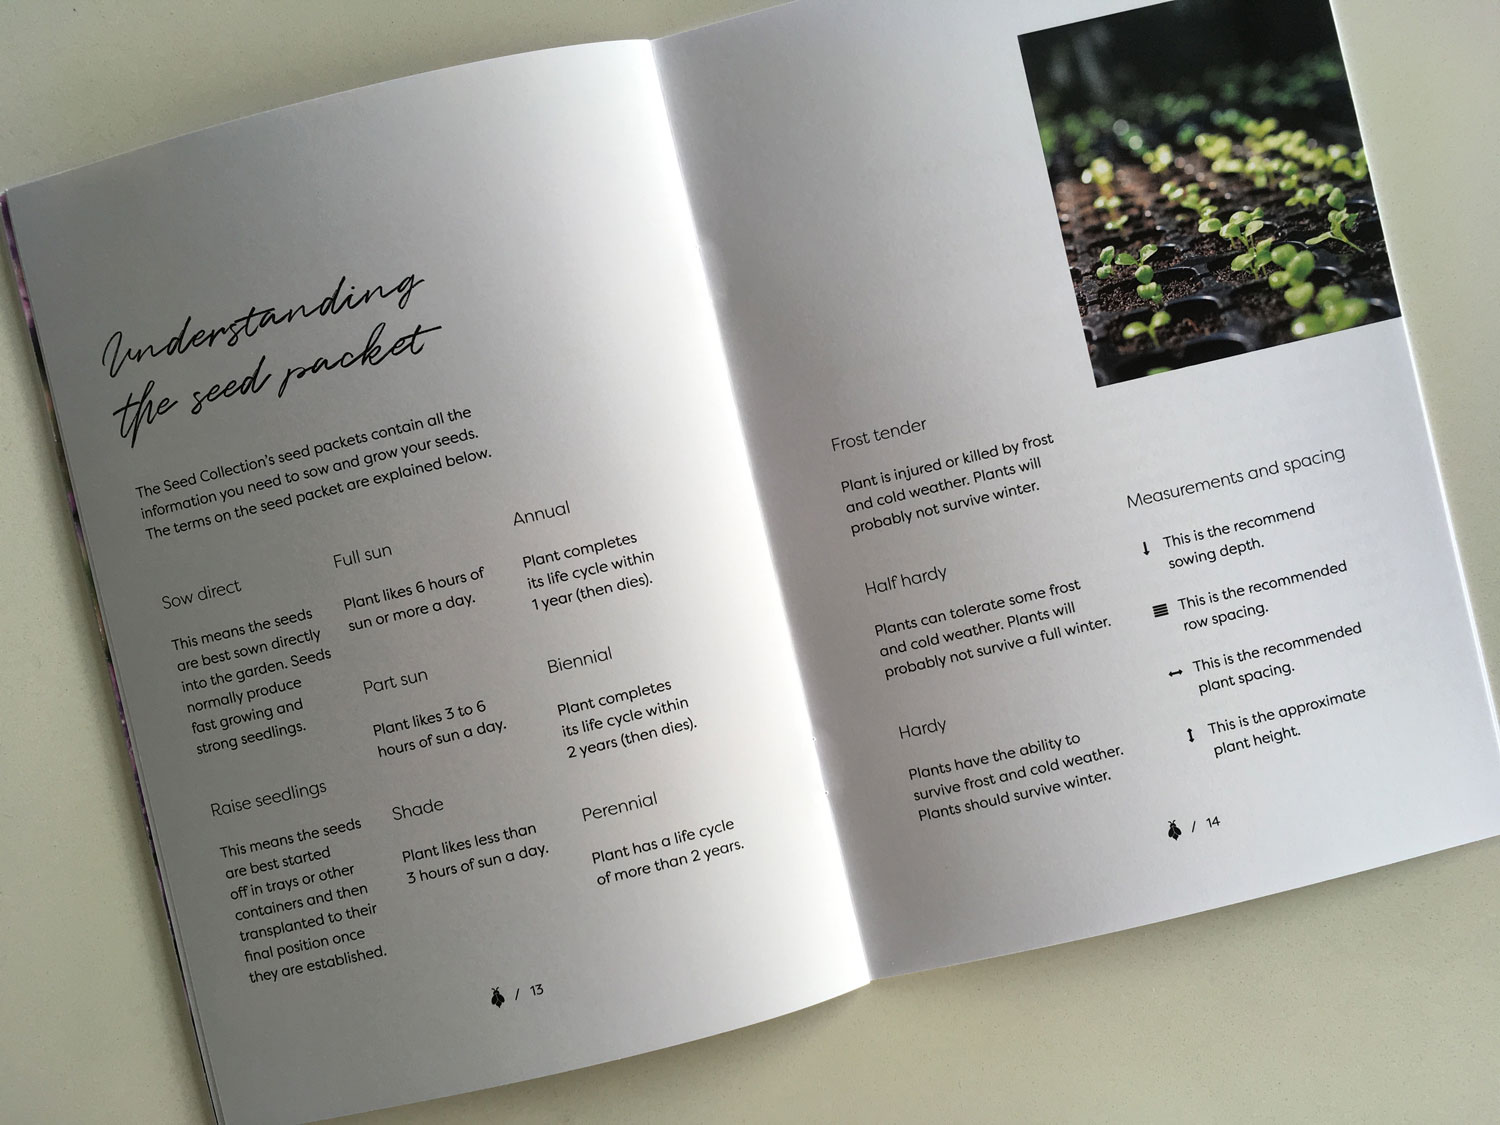 Understanding
the seed packet
The Seed Collection's seed packets contain all the
information you need to sow and grow your seeds.
The terms on the seed packet are explained below.
Sow direct
This means the seeds
are best sown directly
into the garden. Seeds
normally produce
fast growing and
strong seedlings.
Raise seedlings
This means the seeds
are best started
off in trays or other
containers and then
transplanted to their
final position once
they are established.
Full sun
Plant likes 6 hours of
sun or more a day.
Part sun
Plant likes 3 to 6
hours of sun a day.
Shade
Plant likes less than
3 hours of sun a day.
Annual
Plant completes
its life cycle within
1 year (then dies).
Biennial
Plant completes
its life cycle within
2 years (then dies).
Perennial
Plant has a life cycle
of more than 2 years.
/ 13
Frost tender
Plant is injured or killed by frost
and cold weather. Plants will
probably not survive winter.
Half hardy
Plants can tolerate some frost
and cold weather. Plants will
probably not survive a full winter.
Hardy
Plants have the ability to
survive frost and cold weather.
Plants should survive winter.
Measurements and spacing
This is the recommend
sowing depth.
This is the recommended
row spacing.
This is the recommended
plant spacing.
This is the approximate
plant height.
/ 14